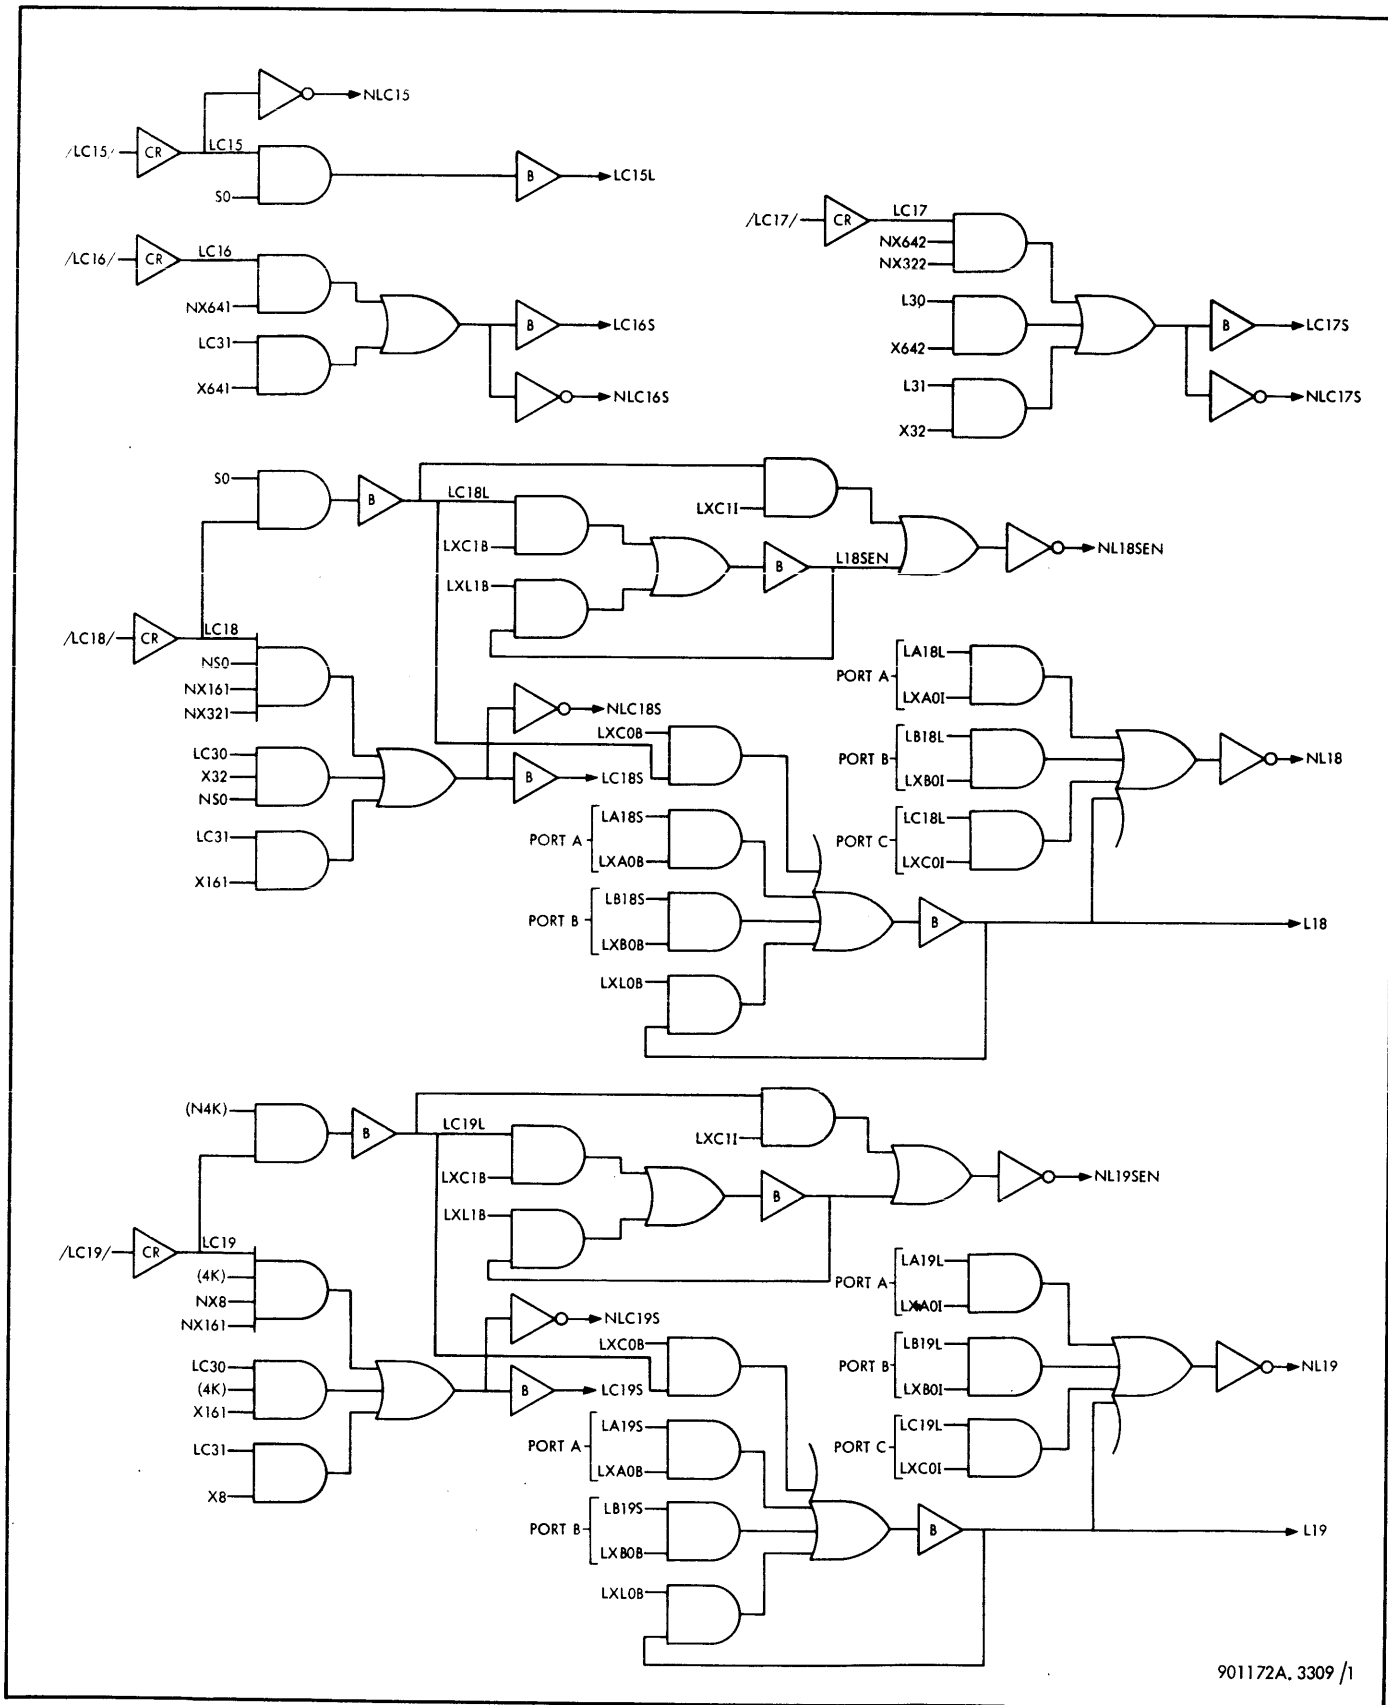 NLC15
/LC15/
CR
LC15
S0
B
LC15L
/LC16/
CR
LC16
NX641
LC31
X641
B
LC16S
NLC16S
/LC17/
CR
LC17
NX642
NX322
L30
X642
L31
X32
B
LC17S
NLC17S
S0
B
LC18L
LXC1B
LXL1B
B
L18SEN
LXC1I
NL18SEN
/LC18/
CR
LC18
NS0
NX161
NX321
LC30
X32
NS0
LC31
X161
NLC18S
B
LC18S
LXC0B
PORT A
LA18S
LXA0B
PORT B
LB18S
LXB0B
LXL0B
B
L18
PORT A
LA18L
LXA0I
PORT B
LB18L
LXB0I
PORT C
LC18L
LXC0I
NL18
(N4K)
B
LC19L
LXC1B
LXL1B
B
LXC1I
NL19SEN
/LC19/
CR
LC19
(4K)
NX8
NX161
LC30
(4K)
X161
LC31
X8
NLC19S
B
LC19S
LXC0B
PORT A
LA19S
LXA0B
PORT B
LB19S
LXB0B
LXL0B
B
L19
PORT A
LA19L
LXA0I
PORT B
LB19L
LXB0I
PORT C
LC19L
LXC0I
NL19
901172A. 3309 /1